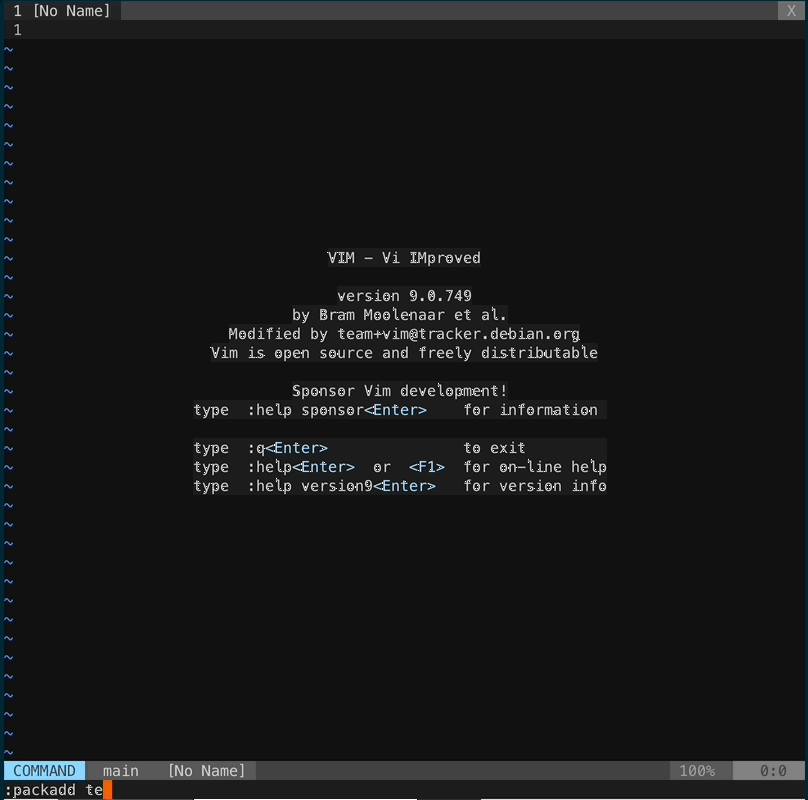 1 [No Name] X
1
~
~
~
~
~
~
~
~
~
~
~
~ VIM - Vi IMproved
~
~ version 9.0.749
~ by Bram Moolenaar et al.
~ Modified by team+vim@tracker.debian.org
~ Vim is open source and freely distributable
~
~ Sponsor Vim development!
~ type :help sponsor<Enter> for information
~
~ type :q<Enter> to exit
~ type :help<Enter> or <F1> for on-line help
~ type :help version9<Enter> for version info
~
~
~
~
~
~
~
~
~
~
~
~
~
~
COMMAND main [No Name] 100% 0:0
:packadd te